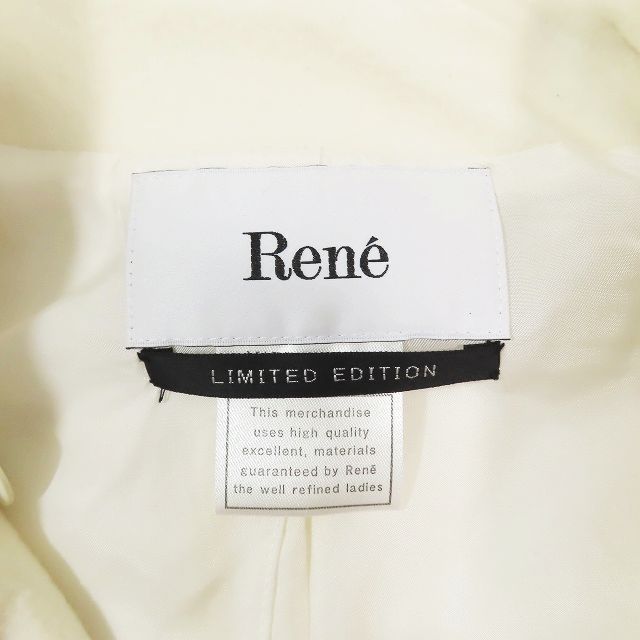 René
LIMITED EDITION
This merchandise
uses high quality
excellent, materials
guaranteed by René
the well refined ladies